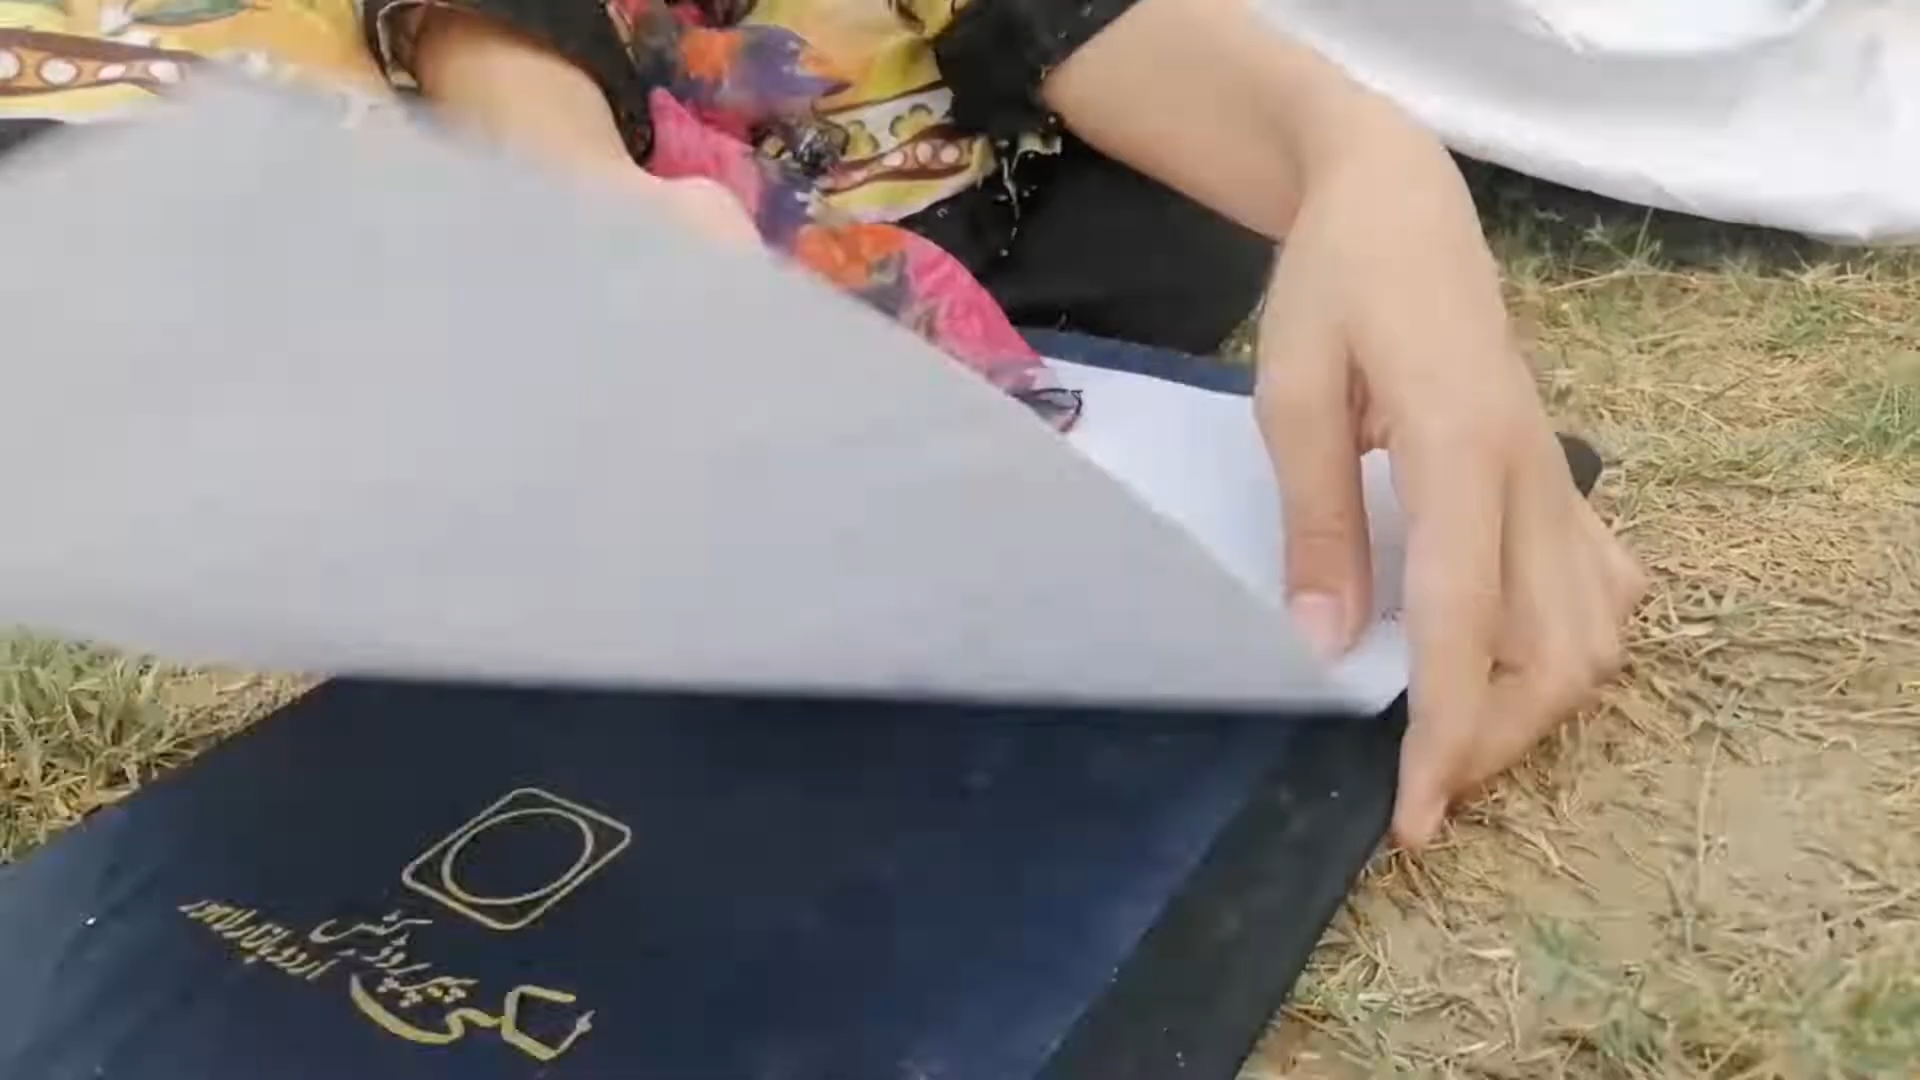 لکی
پیپر پروڈکٹس
اردو بازار لاہور